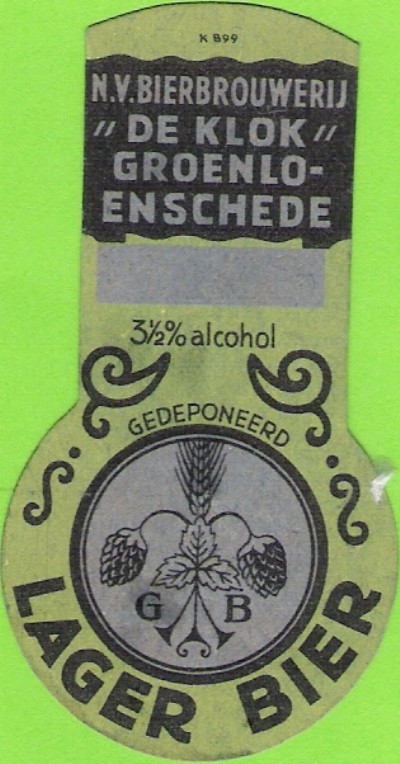 K 899
N.V. BIERBROUWERIJ
"DE KLOK"
GROENLO-
ENSCHEDE
3½% alcohol
GEDEPONEERD
G B
LAGER BIER